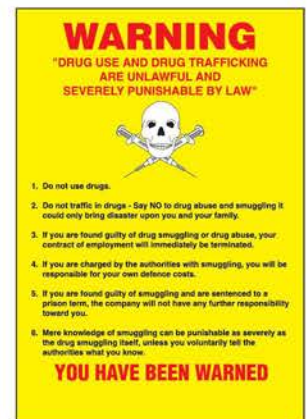 WARNING
"DRUG USE AND DRUG TRAFFICKING
ARE UNLAWFUL AND
SEVERELY PUNISHABLE BY LAW"
1. Do not use drugs.
2. Do not traffic in drugs - Say NO to drug abuse and smuggling it
could only bring disaster upon you and your family.
3. If you are found guilty of drug smuggling or drug abuse, your
contract of employment will immediately be terminated.
4. If you are charged by the authorities with smuggling, you will be
responsible for your own defence costs.
5. If you are found guilty of smuggling and are sentenced to a
prison term, the company will not have any further responsibility
toward you.
6. Mere knowledge of smuggling can be punishable as severely as
the drug smuggling itself, unless you voluntarily tell the
authorities what you know.
YOU HAVE BEEN WARNED